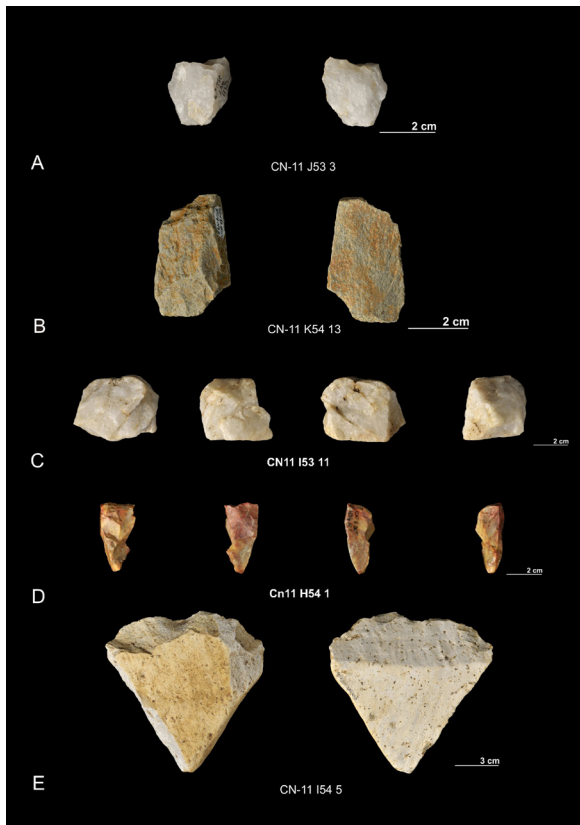 2 cm
A
CN-11 J53 3
2 cm
B
CN-11 K54 13
2 cm
C
CN11 I53 11
2 cm
D
Cn11 H54 1
3 cm
E
CN-11 I54 5